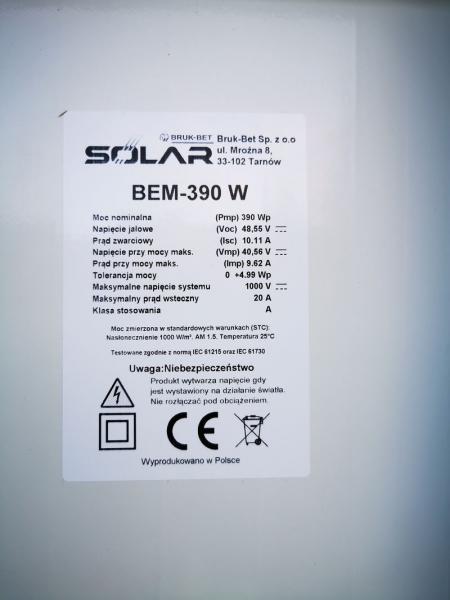 BRUK-BET
SOLAR
Bruk-Bet Sp. z o.o
ul. Mroźna 8,
33-102 Tarnów
BEM-390 W
Moc nominalna (Pmp) 390 Wp
Napięcie jałowe (Voc) 48,55 V
Prąd zwarciowy (Isc) 10.11 A
Napięcie przy mocy maks. (Vmp) 40,56 V
Prąd przy mocy maks. (Imp) 9.62 A
Tolerancja mocy 0 +4.99 Wp
Maksymalne napięcie systemu 1000 V
Maksymalny prąd wsteczny 20 A
Klasa stosowania A
Moc zmierzona w standardowych warunkach (STC):
Nasłonecznienie 1000 W/m². AM 1.5. Temperatura 25°C
Testowane zgodnie z normą IEC 61215 oraz IEC 61730
Uwaga:Niebezpieczeństwo
Produkt wytwarza napięcie gdy
jest wystawiony na działanie światła.
Nie rozłączać pod obciążeniem.
CE
Wyprodukowano w Polsce